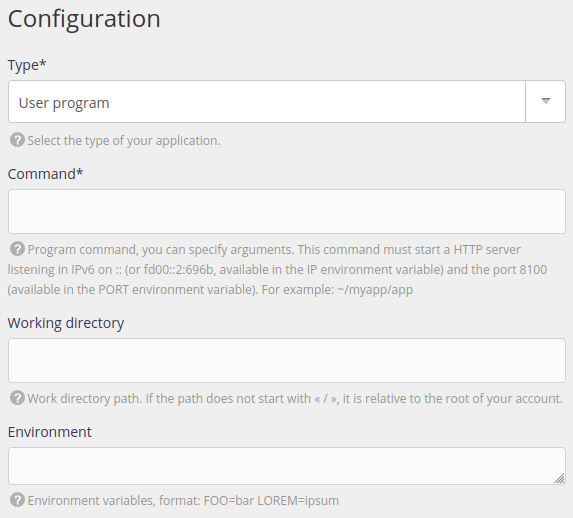 Configuration
Type*
User program
? Select the type of your application.
Command*
? Program command, you can specify arguments. This command must start a HTTP server
listening in IPv6 on :: (or fd00::2:696b, available in the IP environment variable) and the port 8100
(available in the PORT environment variable). For example: ~/myapp/app
Working directory
? Work directory path. If the path does not start with « / », it is relative to the root of your account.
Environment
? Environment variables, format: FOO=bar LOREM=ipsum